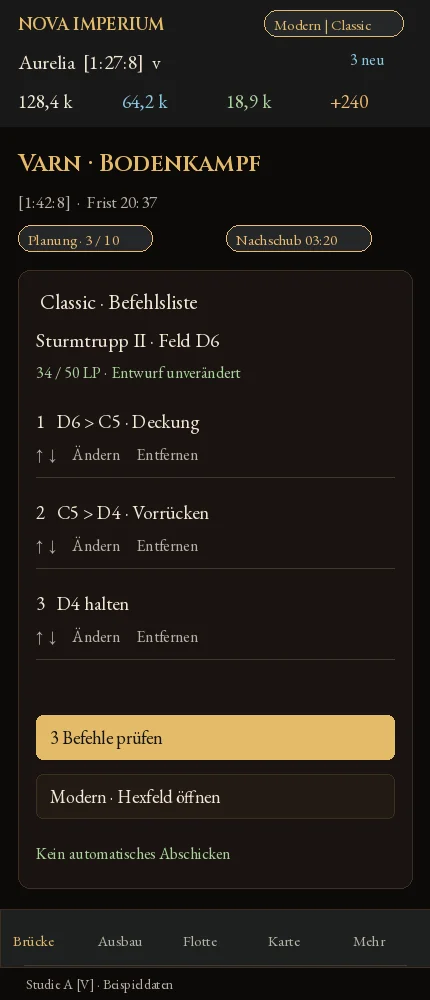 NOVA IMPERIUM
Modern | Classic
Aurelia [1:27:8] v
3 neu
128,4 k 64,2 k 18,9 k +240
Varn · Bodenkampf
[1:42:8] · Frist 20:37
Planung · 3 / 10
Nachschub 03:20
Classic · Befehlsliste
Sturmtrupp II · Feld D6
34 / 50 LP · Entwurf unverändert
1 D6 > C5 · Deckung
↑ ↓ Ändern Entfernen
2 C5 > D4 · Vorrücken
↑ ↓ Ändern Entfernen
3 D4 halten
↑ ↓ Ändern Entfernen
3 Befehle prüfen
Modern · Hexfeld öffnen
Kein automatisches Abschicken
Brücke Ausbau Flotte Karte Mehr
Studie A [V] · Beispieldaten